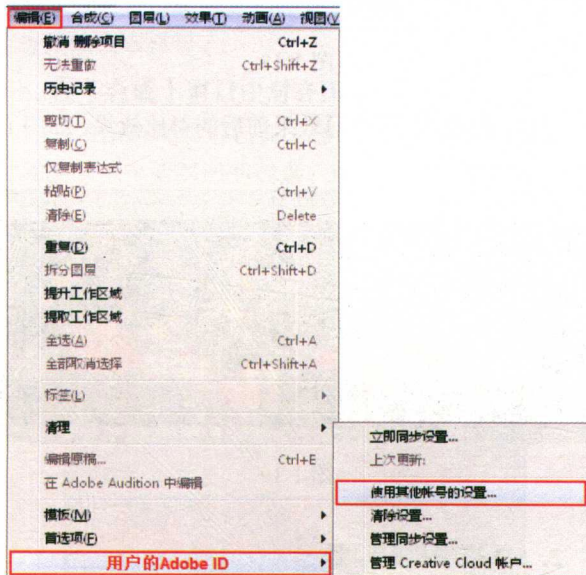 编辑(E) 合成(C) 图层(L) 效果(T) 动画(A) 视图(V
撤消 删除项目 Ctrl+Z
无法重做 Ctrl+Shift+Z
历史记录
剪切(T) Ctrl+X
复制(C) Ctrl+C
仅复制表达式
粘贴(P) Ctrl+V
清除(E) Delete
重复(D) Ctrl+D
拆分图层 Ctrl+Shift+D
提升工作区域
提取工作区域
全选(A) Ctrl+A
全部取消选择 Ctrl+Shift+A
标签(L)
清理
编辑原稿... Ctrl+E
在 Adobe Audition 中编辑
模板(M)
首选项(F)
用户的Adobe ID
立即同步设置...
上次更新:
使用其他帐号的设置...
清除设置...
管理同步设置...
管理 Creative Cloud 帐户...